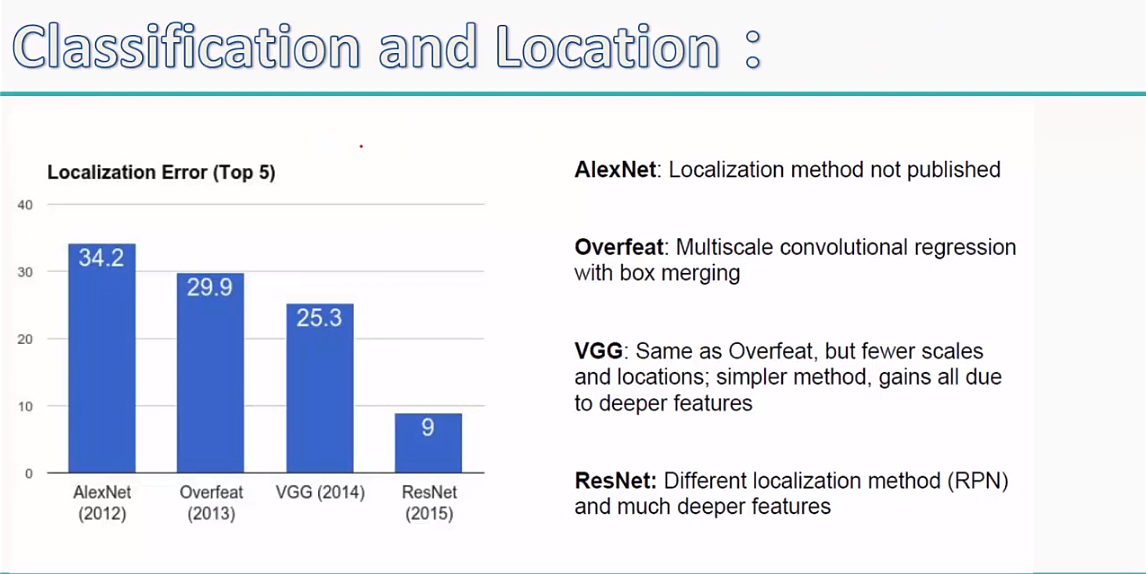 Classification and Location :
Localization Error (Top 5)
40
30
20
10
0
34.2
29.9
25.3
9
AlexNet
(2012)
Overfeat
(2013)
VGG (2014)
ResNet
(2015)
AlexNet: Localization method not published
Overfeat: Multiscale convolutional regression
with box merging
VGG: Same as Overfeat, but fewer scales
and locations; simpler method, gains all due
to deeper features
ResNet: Different localization method (RPN)
and much deeper features